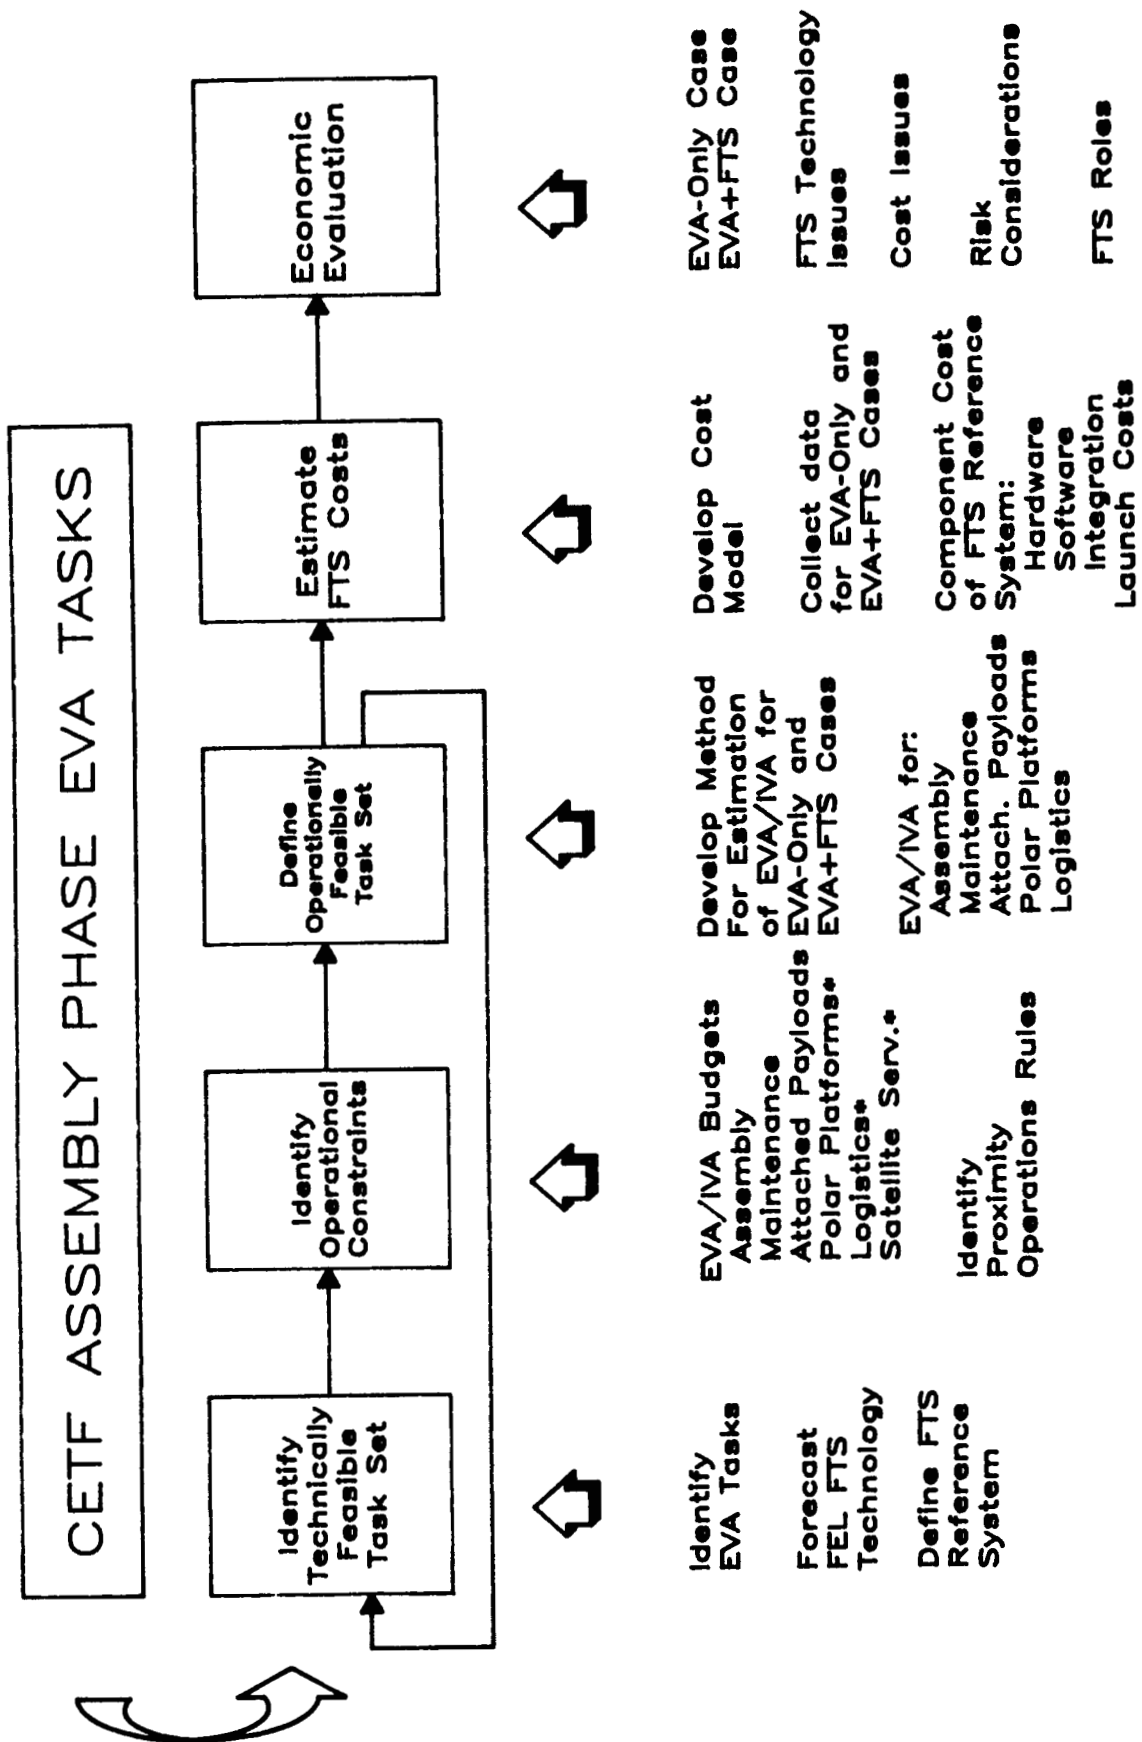 CETF ASSEMBLY PHASE EVA TASKS
Identify
Technically
Feasible
Task Set
Identify
Operational
Constraints
Define
Operationally
Feasible
Task Set
Estimate
FTS Costs
Economic
Evaluation
Identify
EVA Tasks
Forecast
FEL FTS
Technology
Define FTS
Reference
System
EVA/IVA Budgets
Assembly
Maintenance
Attached Payloads
Polar Platforms*
Logistics*
Satellite Serv.*
Identify
Proximity
Operations Rules
Develop Method
For Estimation
of EVA/IVA for
EVA-Only and
EVA+FTS Cases
EVA/IVA for:
Assembly
Maintenance
Attach. Payloads
Polar Platforms
Logistics
Develop Cost
Model
Collect data
for EVA-Only and
EVA+FTS Cases
Component Cost
of FTS Reference
System:
Hardware
Software
Integration
Launch Costs
EVA-Only Case
EVA+FTS Case
FTS Technology
Issues
Cost Issues
Risk
Considerations
FTS Roles